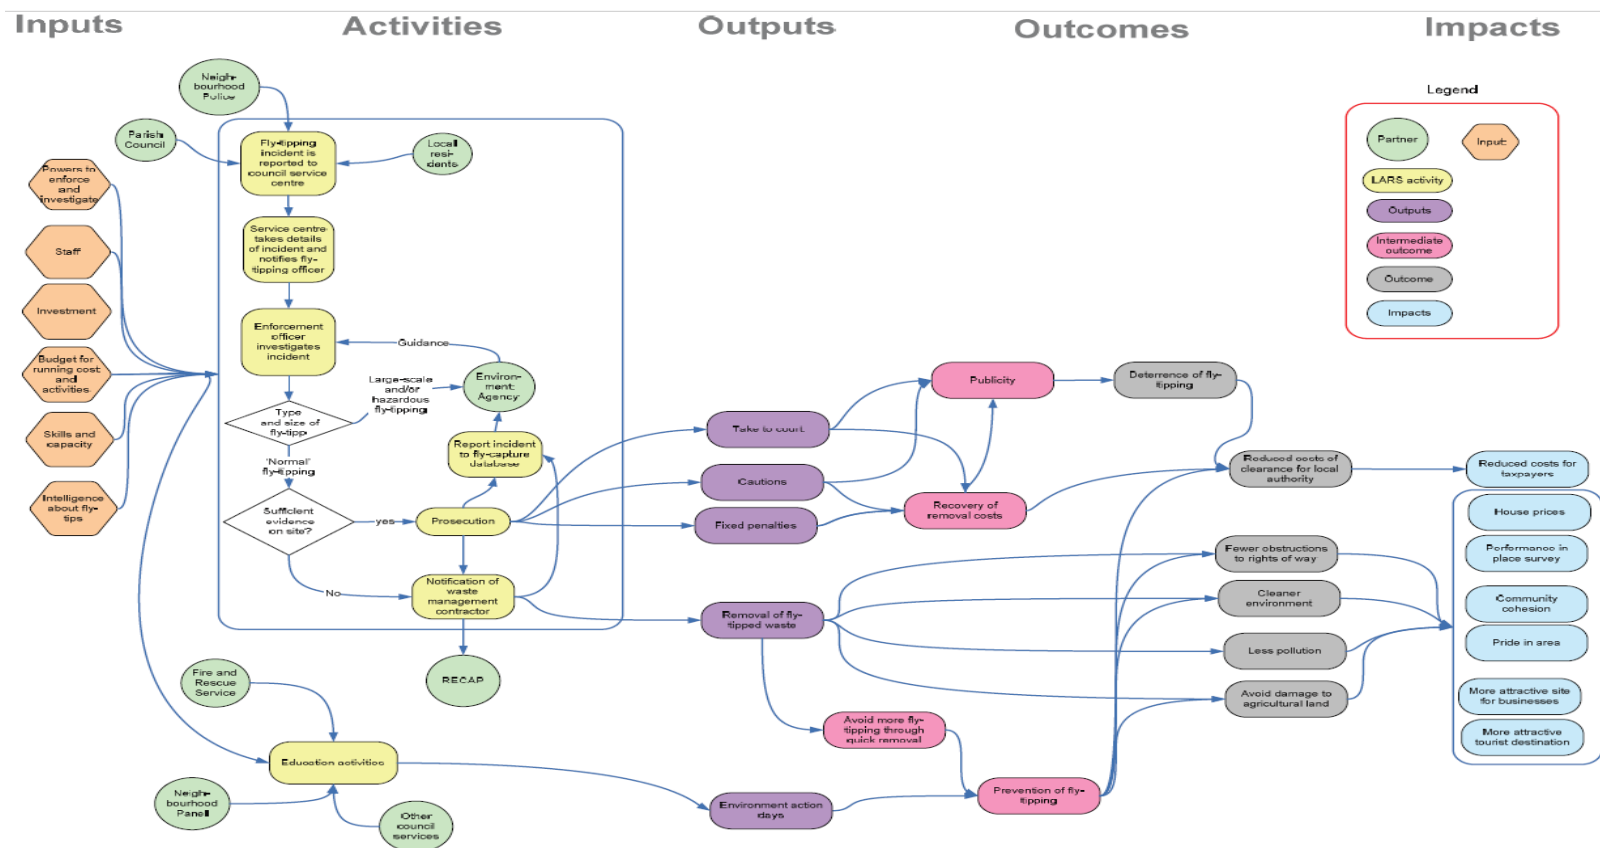 Inputs
Activities
Outputs
Outcomes
Impacts
Neigh-
bourhood
Police
Parish
Council
Local
resi-
dents
Fly-tipping
incident is
reported to
council service
centre
Powers to
enforce
and
investigate
Staff
Investment
Budget for
running cost and
activities
Skills and
capacity
Intelligence
about fly-
tips
Service centre
takes details
of incident and
notifies fly-
tipping officer
Enforcement
officer
investigates
incident
Guidance
Environ-
ment
Agency
Large-scale
and/or
hazardous
fly-tipping
Type
and size of
fly-tipp
Report incident
to fly-capture
database
'Normal'
fly-tipping
Sufficient
evidence
on site?
yes
Prosecution
No
Notification of
waste
management
contractor
RECAP
Fire and
Rescue
Service
Education activities
Neigh-
bourhood
Panel
Other
council
services
Take to court
Cautions
Fixed penalties
Removal of fly-
tipped waste
Environment action
days
Publicity
Recovery of
removal costs
Avoid more fly-
tipping through
quick removal
Prevention of fly-
tipping
Deterrence of fly-
tipping
Reduced costs of
clearance for local
authority
Fewer obstructions
to rights of way
Cleaner
environment
Less pollution
Avoid damage to
agricultural land
Reduced costs for
taxpayers
House prices
Performance in
place survey
Community
cohesion
Pride in area
More attractive site
for businesses
More attractive
tourist destination
Legend
Partner
Input
LARS activity
Outputs
Intermediate
outcome
Outcome
Impacts